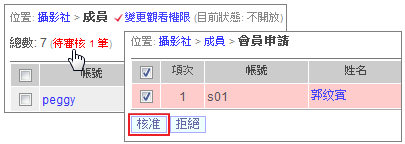 位置: 攝影社 > 成員 ✓變更觀看權限 (目前狀態: 不開放)
總數: 7 (待審核 1 筆)
帳號
peggy
位置: 攝影社 > 成員 > 會員申請
項次 帳號 姓名
1 s01 郭紋賓
核准 拒絕